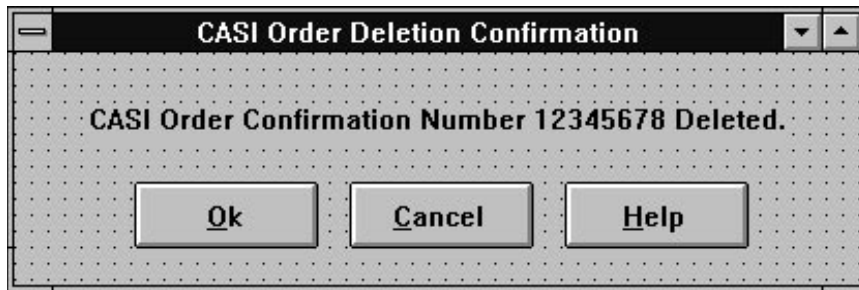 CASI Order Deletion Confirmation
CASI Order Confirmation Number 12345678 Deleted.
Ok Cancel Help